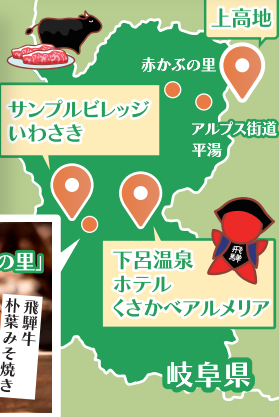 上高地
赤かぶの里
アルプス街道
平湯
サンプルビレッジ
いわさき
飛騨
下呂温泉
ホテル
くさかべアルメリア
の里」
飛騨牛
朴葉みそ焼き
岐阜県